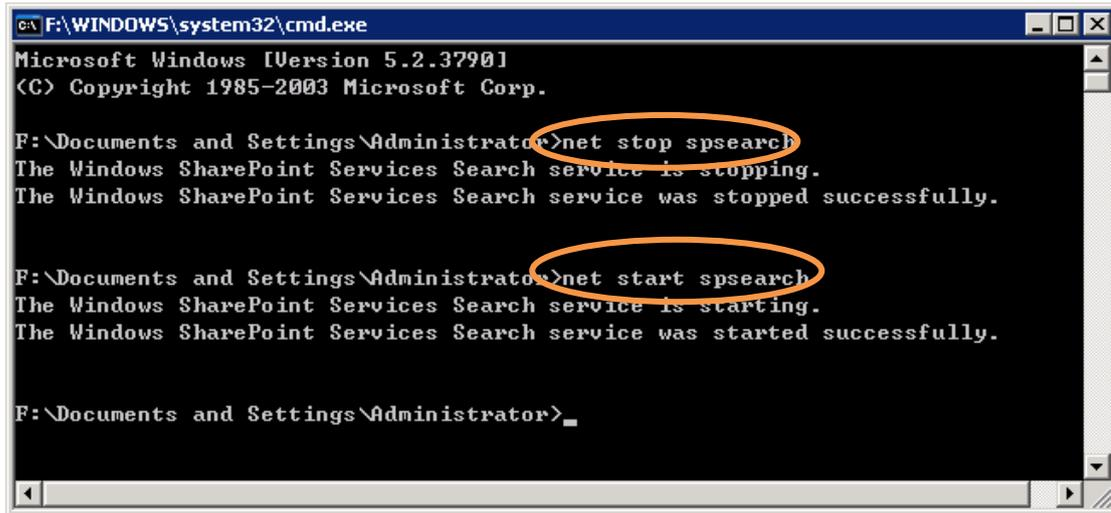 F:\WINDOWS\system32\cmd.exe
Microsoft Windows [Version 5.2.3790]
(C) Copyright 1985-2003 Microsoft Corp.
F:\Documents and Settings\Administrator>net stop spsearch
The Windows SharePoint Services Search service is stopping.
The Windows SharePoint Services Search service was stopped successfully.
F:\Documents and Settings\Administrator>net start spsearch
The Windows SharePoint Services Search service is starting.
The Windows SharePoint Services Search service was started successfully.
F:\Documents and Settings\Administrator>_